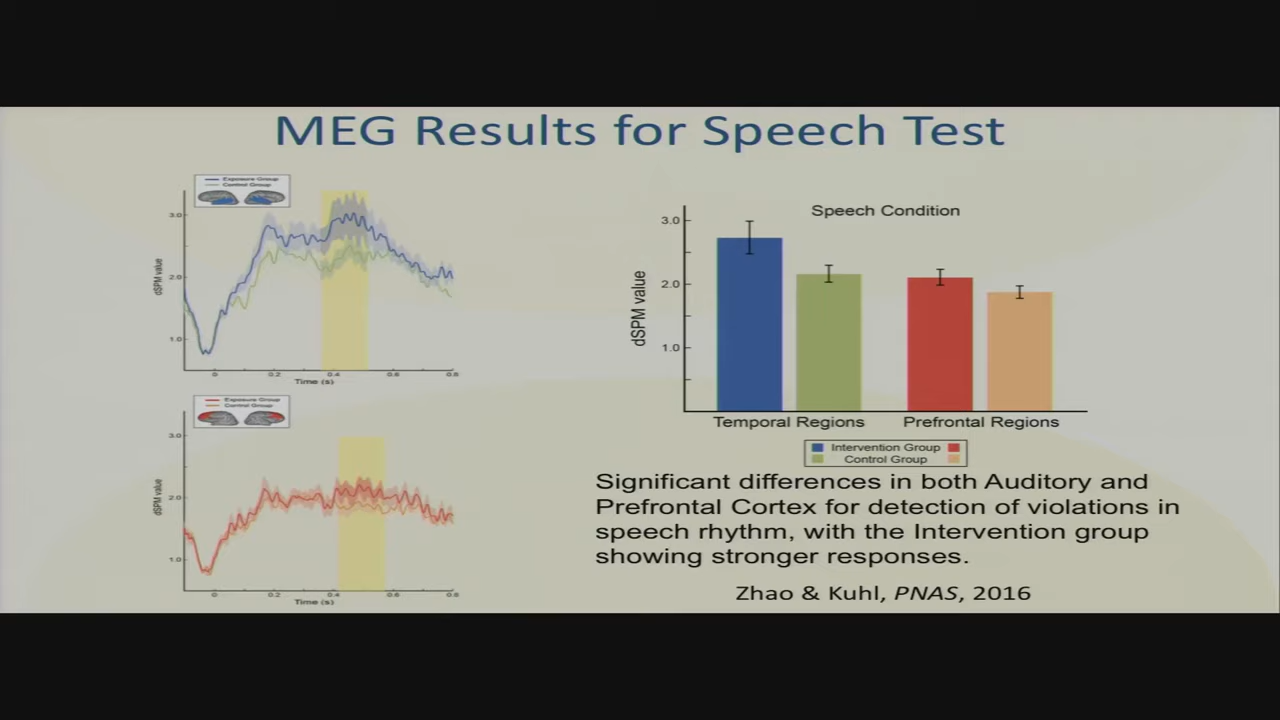 MEG Results for Speech Test
Exposure Group
Control Group
3.0
2.0
1.0
dSPM value
0
0.2
0.4
0.6
0.8
Time (s)
Exposure Group
Control Group
3.0
2.0
1.0
dSPM value
0
0.2
0.4
0.6
0.8
Time (s)
Speech Condition
3.0
2.0
1.0
dSPM value
Temporal Regions
Prefrontal Regions
Intervention Group
Control Group
Significant differences in both Auditory and
Prefrontal Cortex for detection of violations in
speech rhythm, with the Intervention group
showing stronger responses.
Zhao & Kuhl, PNAS, 2016